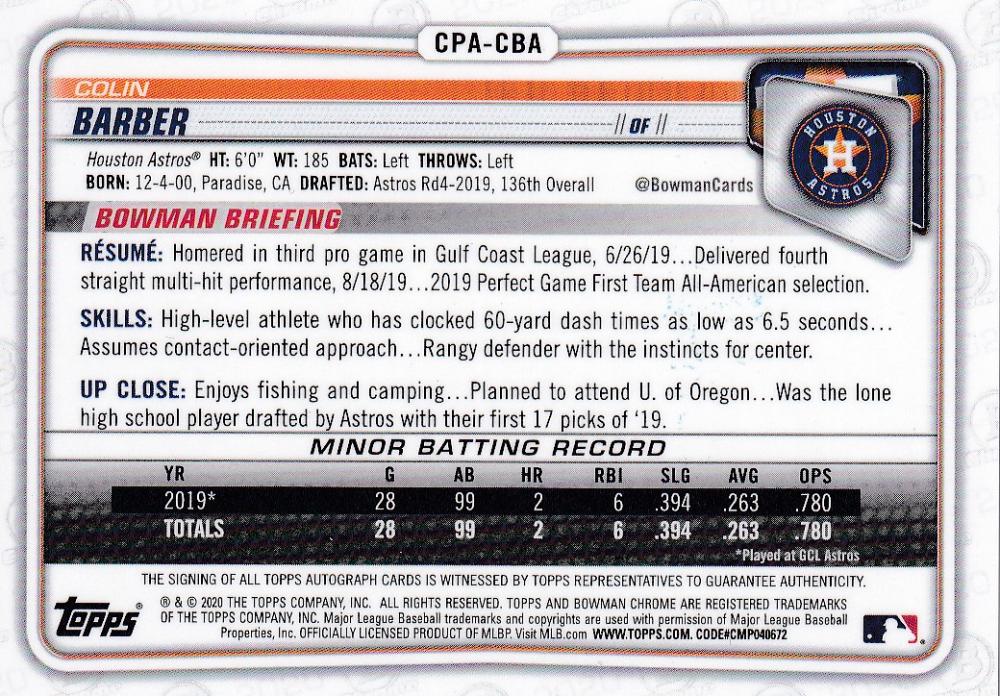 CPA-CBA
COLIN
BARBER // OF //
HOUSTON ASTROS
Houston Astros® HT: 6'0" WT: 185 BATS: Left THROWS: Left
BORN: 12-4-00, Paradise, CA DRAFTED: Astros Rd4-2019, 136th Overall @BowmanCards
BOWMAN BRIEFING
RÉSUMÉ: Homered in third pro game in Gulf Coast League, 6/26/19...Delivered fourth
straight multi-hit performance, 8/18/19...2019 Perfect Game First Team All-American selection.
SKILLS: High-level athlete who has clocked 60-yard dash times as low as 6.5 seconds...
Assumes contact-oriented approach...Rangy defender with the instincts for center.
UP CLOSE: Enjoys fishing and camping...Planned to attend U. of Oregon...Was the lone
high school player drafted by Astros with their first 17 picks of '19.
MINOR BATTING RECORD
YR G AB HR RBI SLG AVG OPS
2019* 28 99 2 6 .394 .263 .780
TOTALS 28 99 2 6 .394 .263 .780
*Played at GCL Astros
THE SIGNING OF ALL TOPPS AUTOGRAPH CARDS IS WITNESSED BY TOPPS REPRESENTATIVES TO GUARANTEE AUTHENTICITY.
Topps®
® & © 2020 THE TOPPS COMPANY, INC. ALL RIGHTS RESERVED. TOPPS AND BOWMAN CHROME ARE REGISTERED TRADEMARKS
OF THE TOPPS COMPANY, INC. Major League Baseball trademarks and copyrights are used with permission of Major League Baseball
Properties, Inc. OFFICIALLY LICENSED PRODUCT OF MLBP. Visit MLB.com WWW.TOPPS.COM. CODE#CMP040672